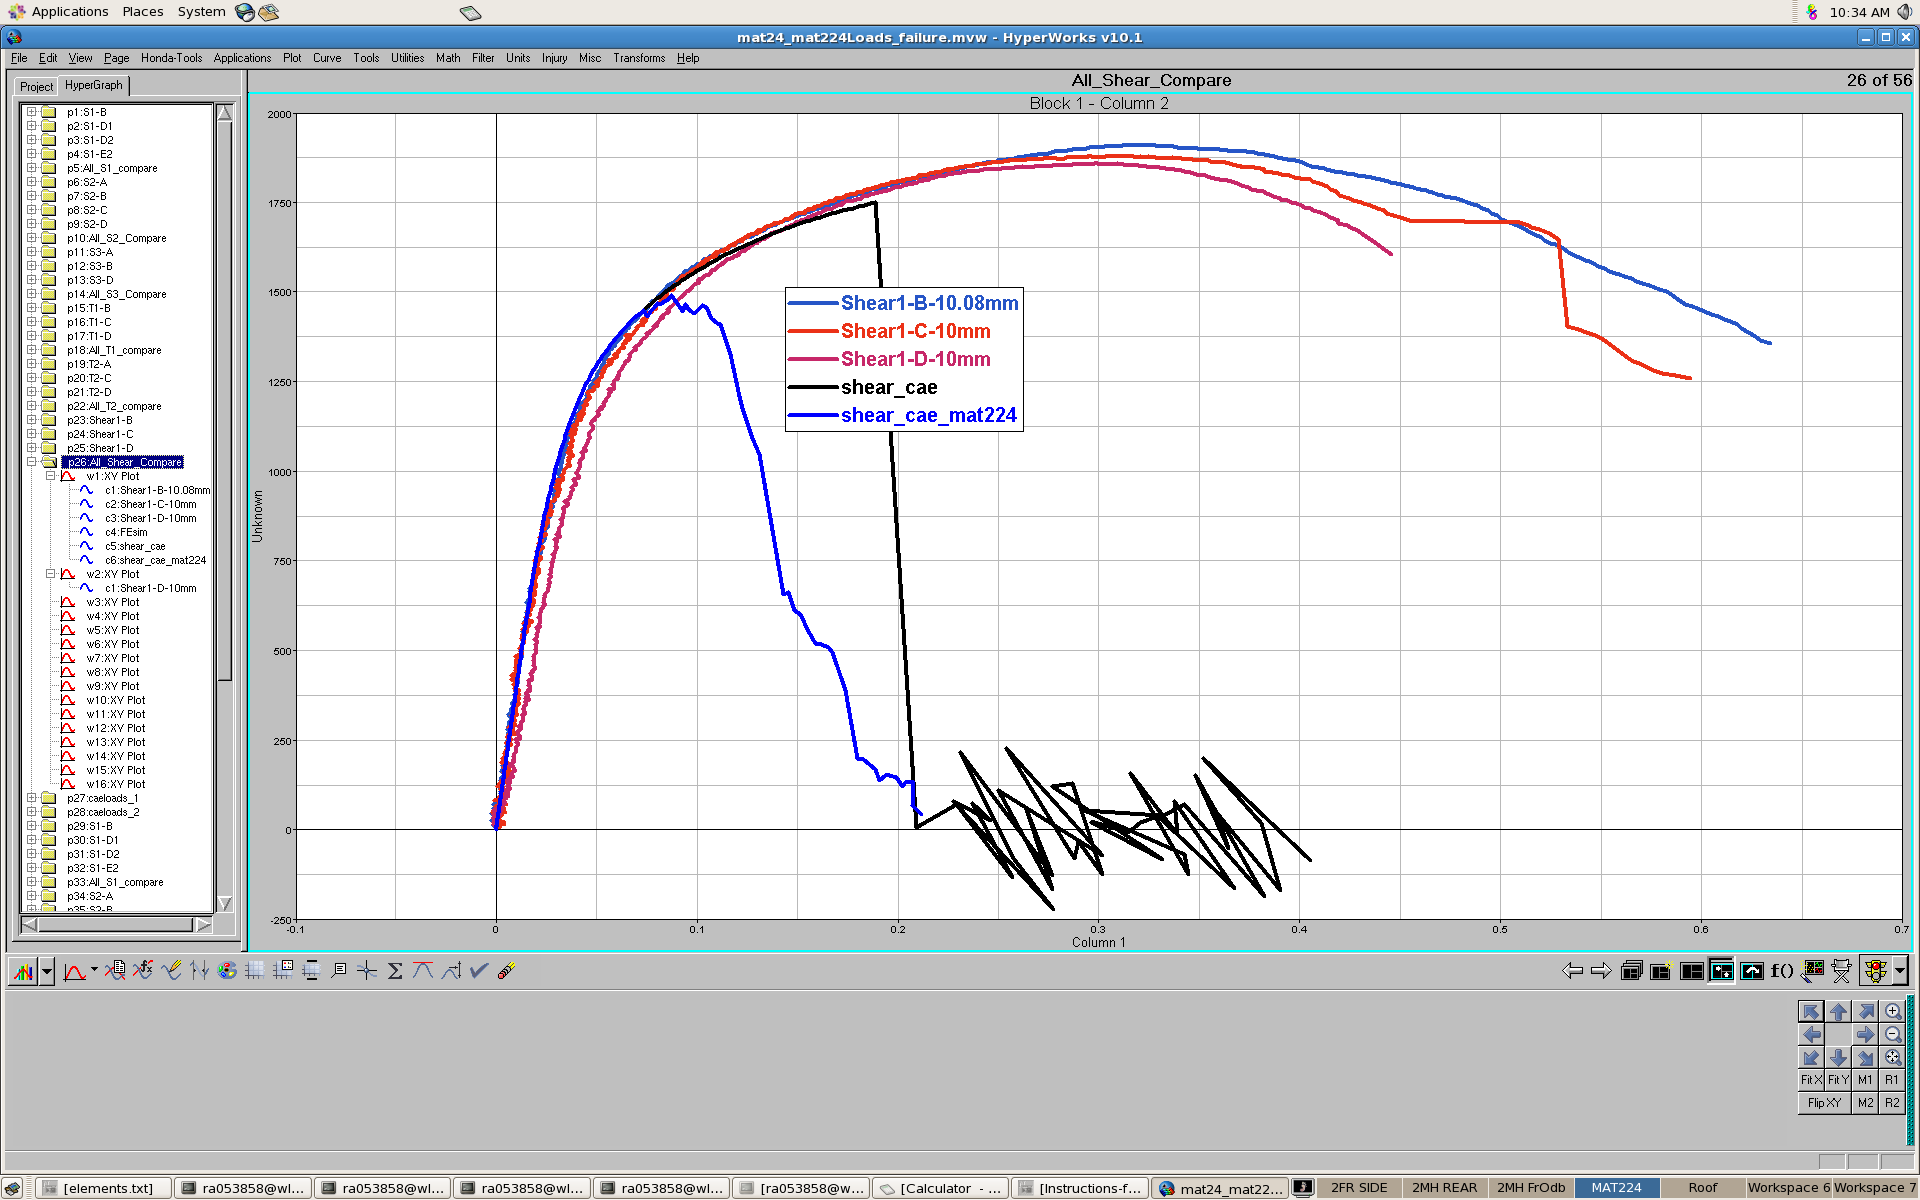 Applications Places System 10:34 AM
mat24_mat224Loads_failure.mvw - HyperWorks v10.1
File Edit View Page Honda-Tools Applications Plot Curve Tools Utilities Math Filter Units Injury Misc Transforms Help
Project HyperGraph
All_Shear_Compare 26 of 56
p1:S1-B
p2:S1-D1
p3:S1-D2
p4:S1-E2
p5:All_S1_compare
p6:S2-A
p7:S2-B
p8:S2-C
p9:S2-D
p10:All_S2_Compare
p11:S3-A
p12:S3-B
p13:S3-D
p14:All_S3_Compare
p15:T1-B
p16:T1-C
p17:T1-D
p18:All_T1_compare
p19:T2-A
p20:T2-C
p21:T2-D
p22:All_T2_compare
p23:Shear1-B
p24:Shear1-C
p25:Shear1-D
p26:All_Shear_Compare
w1:XY Plot
c1:Shear1-B-10.08mm
c2:Shear1-C-10mm
c3:Shear1-D-10mm
c4:FEsim
c5:shear_cae
c6:shear_cae_mat224
w2:XY Plot
c1:Shear1-D-10mm
w3:XY Plot
w4:XY Plot
w5:XY Plot
w6:XY Plot
w7:XY Plot
w8:XY Plot
w9:XY Plot
w10:XY Plot
w11:XY Plot
w12:XY Plot
w13:XY Plot
w14:XY Plot
w15:XY Plot
w16:XY Plot
p27:caeloads_1
p28:caeloads_2
p29:S1-B
p30:S1-D1
p31:S1-D2
p32:S1-E2
p33:All_S1_compare
p34:S2-A
p35:S2-B
Block 1 - Column 2
2000
1750
1500
1250
1000
750
500
250
0
-250
Unknown
Shear1-B-10.08mm
Shear1-C-10mm
Shear1-D-10mm
shear_cae
shear_cae_mat224
-0.1 0 0.1 0.2 0.3 0.4 0.5 0.6 0.7
Column 1
f()
FitX FitY M1 R1
FlipXY M2 R2
[elements.txt] ra053858@wl... ra053858@wl... ra053858@wl... ra053858@wl... [ra053858@w... [Calculator - ... [Instructions-f... mat24_mat22... 2FR SIDE 2MH REAR 2MH FrOdb MAT224 Roof Workspace 6 Workspace 7